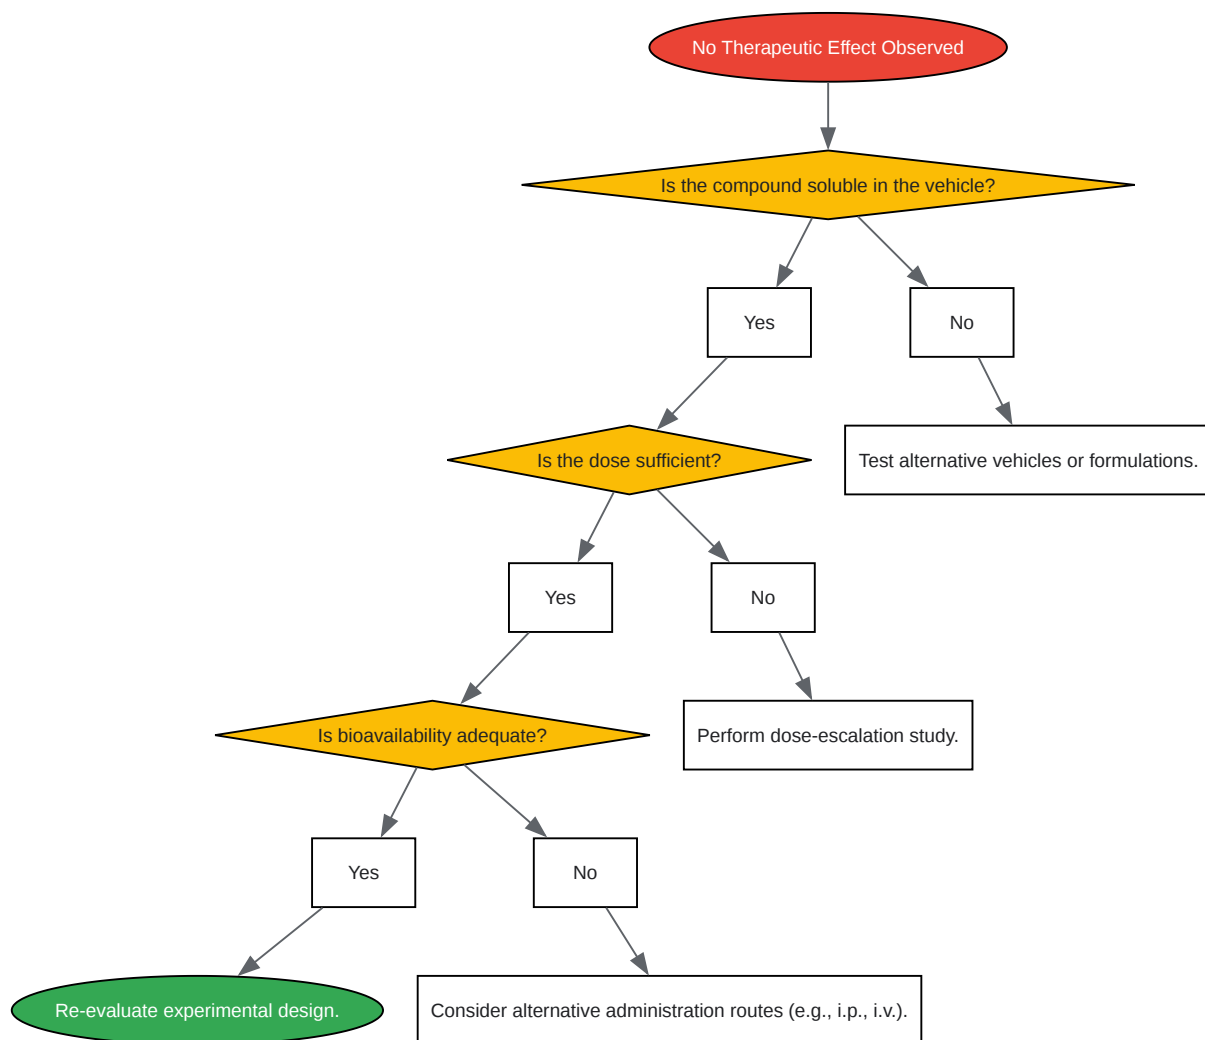 No Therapeutic Effect Observed
Is the compound soluble in the vehicle?
Yes
No
Is the dose sufficient?
Test alternative vehicles or formulations.
Yes
No
Is bioavailability adequate?
Perform dose-escalation study.
Yes
No
Re-evaluate experimental design.
Consider alternative administration routes (e.g., i.p., i.v.).